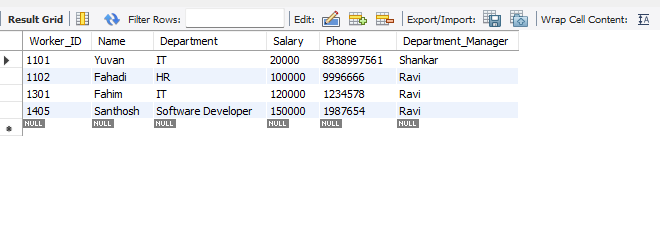 Result Grid Filter Rows: Edit: Export/Import: Wrap Cell Content:
Worker_ID Name Department Salary Phone Department_Manager
1101 Yuvan IT 20000 8838997561 Shankar
1102 Fahadi HR 100000 9996666 Ravi
1301 Fahim IT 120000 1234578 Ravi
1405 Santhosh Software Developer 150000 1987654 Ravi
NULL NULL NULL NULL NULL NULL